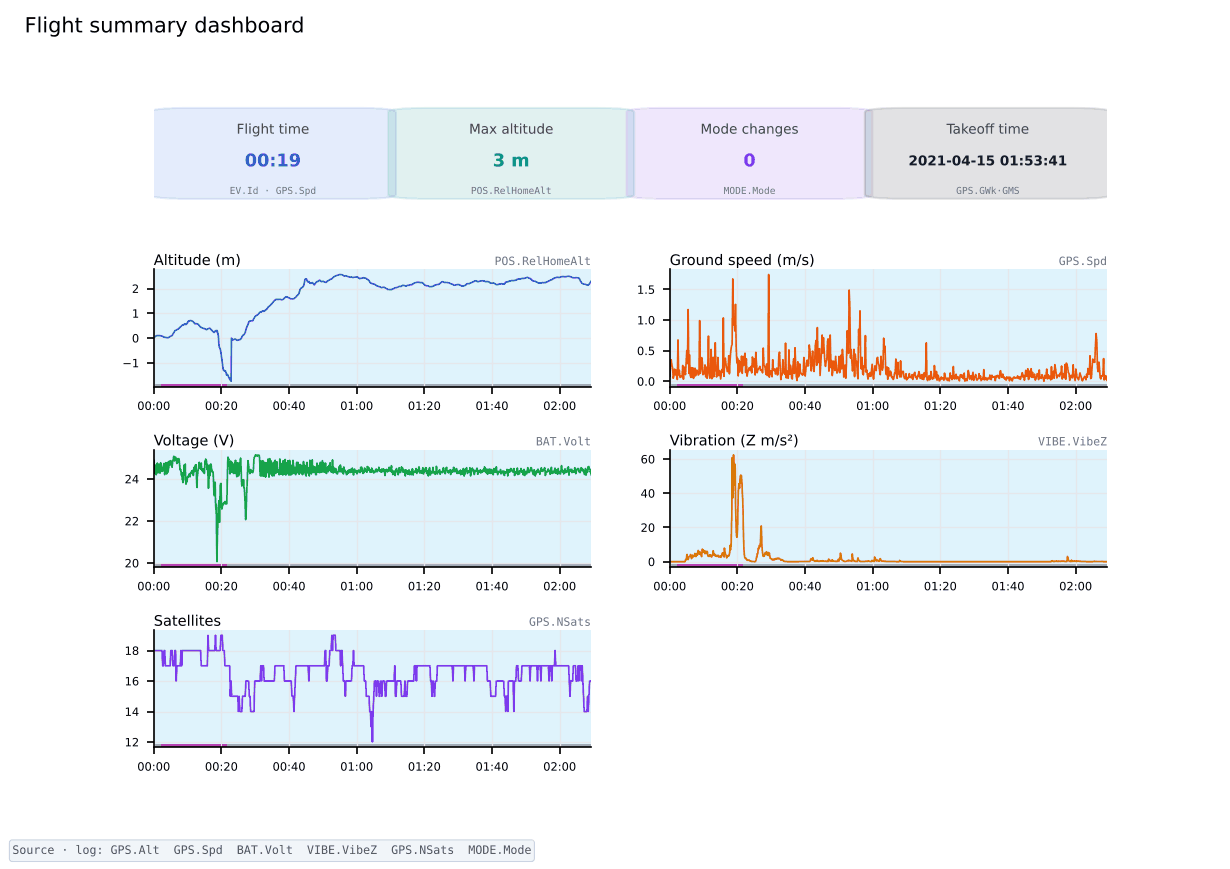 Flight summary dashboard
Flight time
00:19
EV.Id · GPS.Spd
Max altitude
3 m
POS.RelHomeAlt
Mode changes
0
MODE.Mode
Takeoff time
2021-04-15 01:53:41
GPS.GWk·GMS
Altitude (m) POS.RelHomeAlt
2
1
0
−1
00:00 00:20 00:40 01:00 01:20 01:40 02:00
Ground speed (m/s) GPS.Spd
1.5
1.0
0.5
0.0
00:00 00:20 00:40 01:00 01:20 01:40 02:00
Voltage (V) BAT.Volt
24
22
20
00:00 00:20 00:40 01:00 01:20 01:40 02:00
Vibration (Z m/s²) VIBE.VibeZ
60
40
20
0
00:00 00:20 00:40 01:00 01:20 01:40 02:00
Satellites GPS.NSats
18
16
14
12
00:00 00:20 00:40 01:00 01:20 01:40 02:00
Source · log: GPS.Alt GPS.Spd BAT.Volt VIBE.VibeZ GPS.NSats MODE.Mode